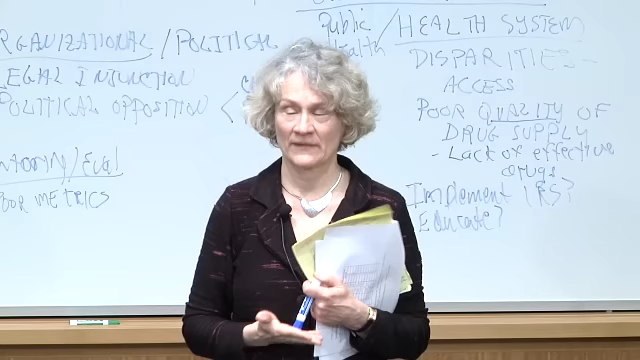 RGANIZATIONAL / POLITICAL
EGAL INJUNCTION
POLITICAL OPPOSITION <
/Eval
OOR METRICS
Public Health / HEALTH SYSTEM
DISPARITIES -
ACCESS
POOR QUALITY OF
DRUG SUPPLY
- Lack of effective
drugs
Implement IRS?
Educate?